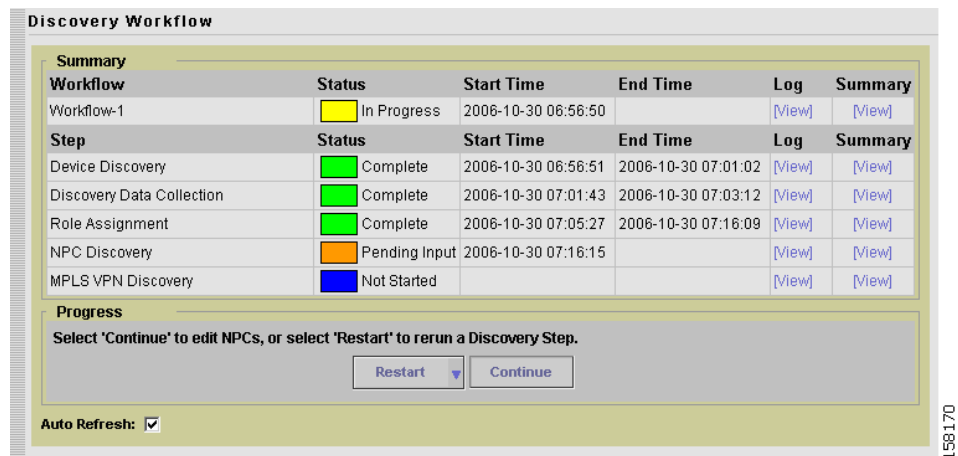 Discovery Workflow
Summary
Workflow Status Start Time End Time Log Summary
Workflow-1 In Progress 2006-10-30 06:56:50 [View] [View]
Step Status Start Time End Time Log Summary
Device Discovery Complete 2006-10-30 06:56:51 2006-10-30 07:01:02 [View] [View]
Discovery Data Collection Complete 2006-10-30 07:01:43 2006-10-30 07:03:12 [View] [View]
Role Assignment Complete 2006-10-30 07:05:27 2006-10-30 07:16:09 [View] [View]
NPC Discovery Pending Input 2006-10-30 07:16:15 [View] [View]
MPLS VPN Discovery Not Started [View] [View]
Progress
Select 'Continue' to edit NPCs, or select 'Restart' to rerun a Discovery Step.
Restart Continue
Auto Refresh:
158170